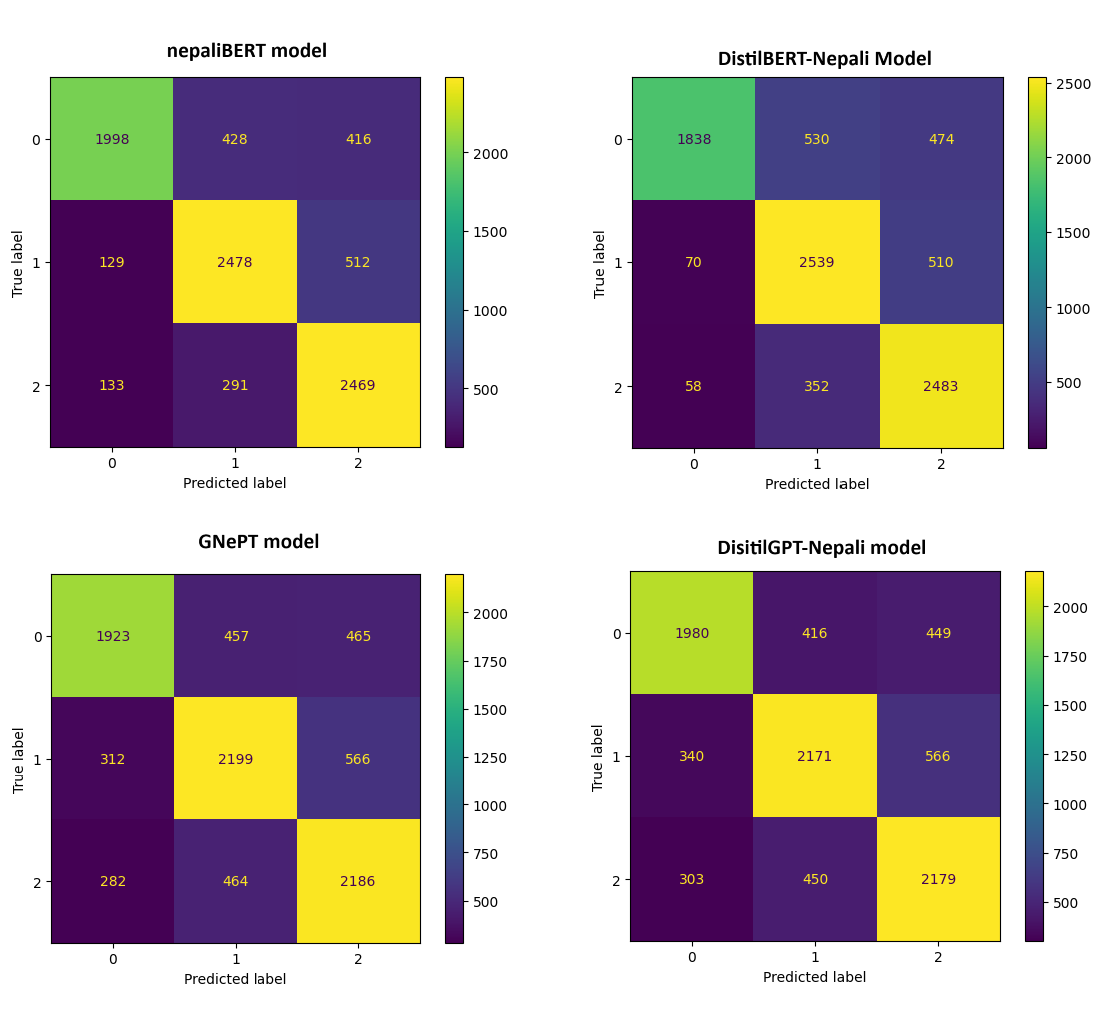 nepaliBERT model
0 1998 428 416
1 129 2478 512
2 133 291 2469
0 1 2
True label
Predicted label
2000
1500
1000
500
DistilBERT-Nepali Model
0 1838 530 474
1 70 2539 510
2 58 352 2483
0 1 2
True label
Predicted label
2500
2000
1500
1000
500
GNePT model
0 1923 457 465
1 312 2199 566
2 282 464 2186
0 1 2
True label
Predicted label
2000
1750
1500
1250
1000
750
500
DisitilGPT-Nepali model
0 1980 416 449
1 340 2171 566
2 303 450 2179
0 1 2
True label
Predicted label
2000
1750
1500
1250
1000
750
500